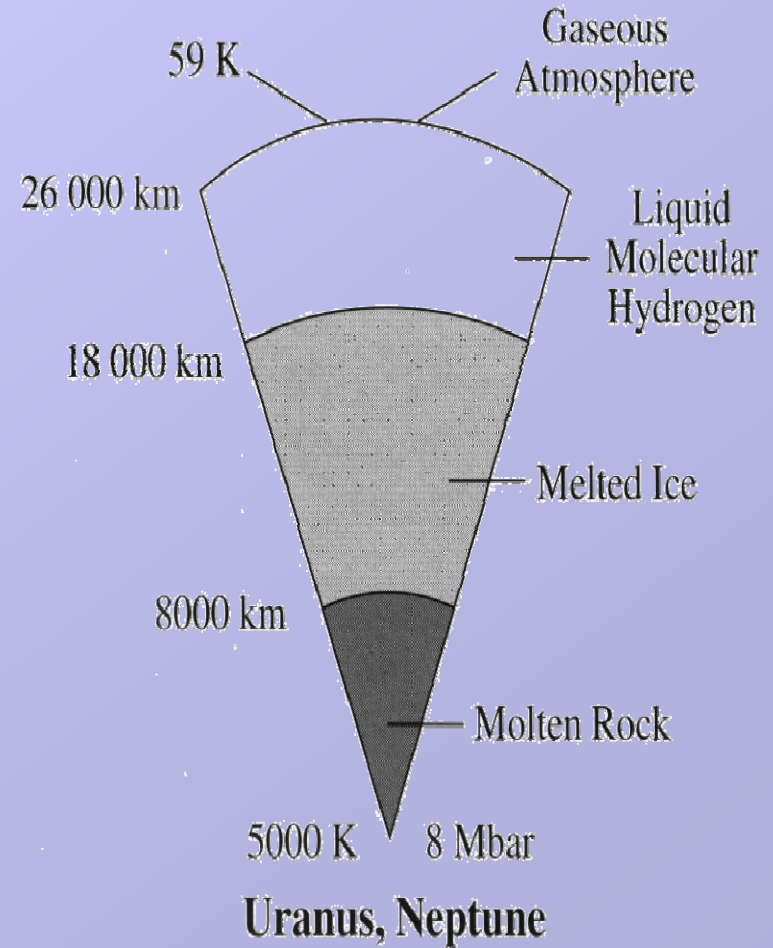 59 K
Gaseous
Atmosphere
26 000 km
Liquid
Molecular
Hydrogen
18 000 km
Melted Ice
8000 km
Molten Rock
5000 K
8 Mbar
Uranus, Neptune